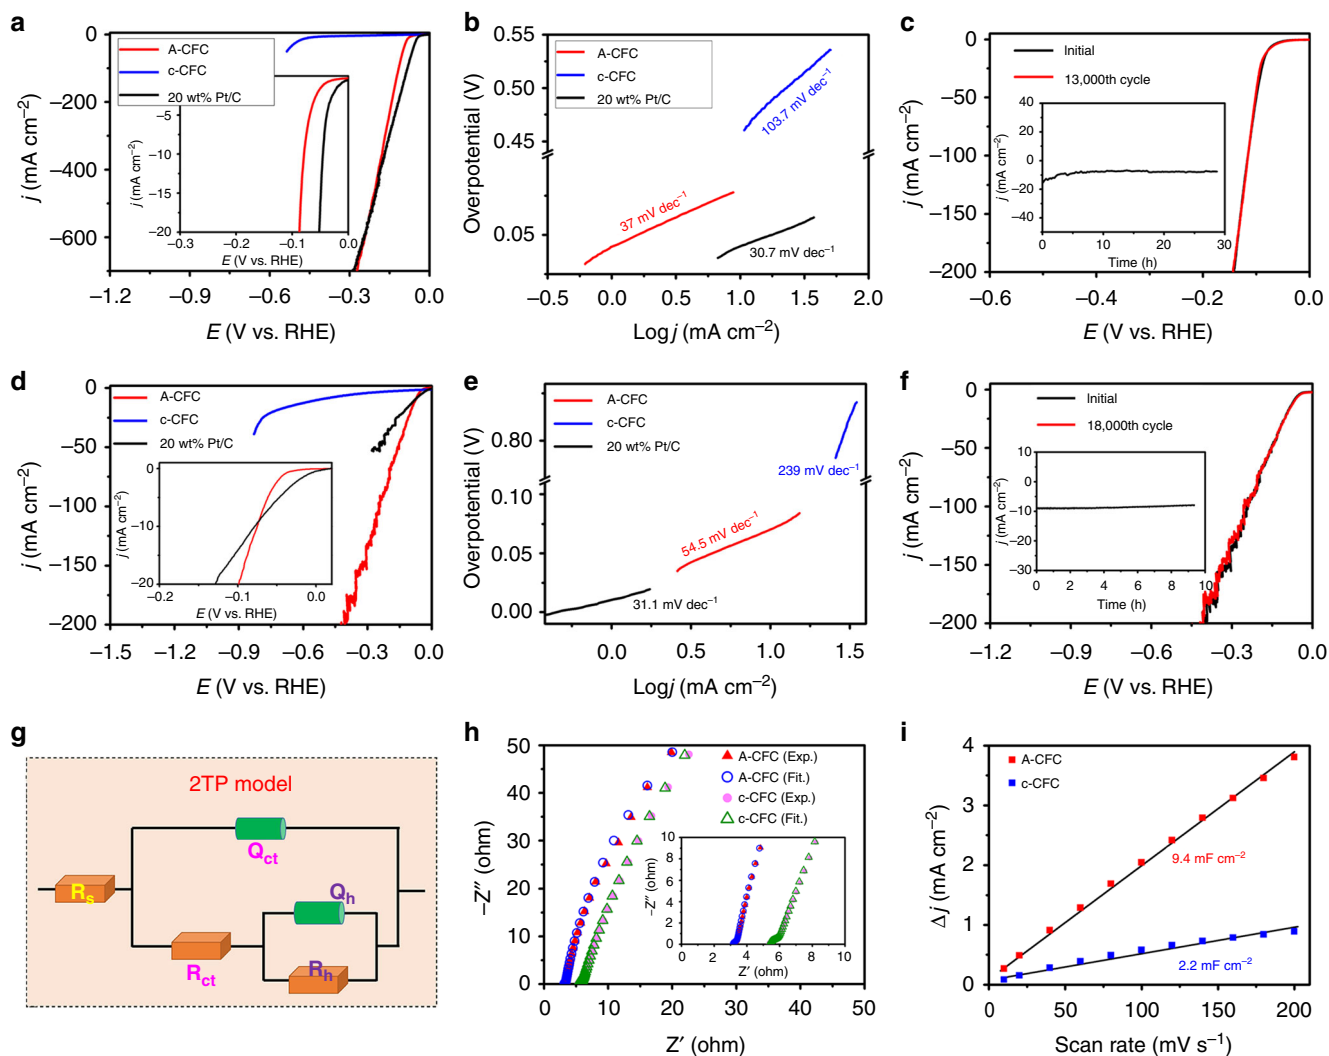 a
j (mA cm⁻²)
0
−200
−400
−600
A-CFC
c-CFC
20 wt% Pt/C
j (mA cm⁻²)
−5
−10
−15
−20
−0.3
−0.2
−0.1
0.0
E (V vs. RHE)
−1.2
−0.9
−0.6
−0.3
0.0
E (V vs. RHE)
b
Overpotential (V)
0.55
0.50
0.45
0.05
A-CFC
c-CFC
20 wt% Pt/C
103.7 mV dec⁻¹
37 mV dec⁻¹
30.7 mV dec⁻¹
−0.5
0.0
0.5
1.0
1.5
2.0
Log j (mA cm⁻²)
c
j (mA cm⁻²)
0
−50
−100
−150
−200
Initial
13,000th cycle
j (mA cm⁻²)
40
20
0
−20
−40
0
10
20
30
Time (h)
−0.6
−0.4
−0.2
0.0
E (V vs. RHE)
d
j (mA cm⁻²)
0
−50
−100
−150
−200
A-CFC
c-CFC
20 wt% Pt/C
j (mA cm⁻²)
0
−10
−20
−0.2
−0.1
0.0
E (V vs. RHE)
−1.5
−1.2
−0.9
−0.6
−0.3
0.0
E (V vs. RHE)
e
Overpotential (V)
0.80
0.10
0.05
0.00
A-CFC
c-CFC
20 wt% Pt/C
239 mV dec⁻¹
54.5 mV dec⁻¹
31.1 mV dec⁻¹
0.0
0.5
1.0
1.5
Logj (mA cm⁻²)
f
j (mA cm⁻²)
0
−50
−100
−150
−200
Initial
18,000th cycle
j (mA cm⁻²)
10
0
−10
−20
−30
0
2
4
6
8
10
Time (h)
−1.2
−0.9
−0.6
−0.3
0.0
E (V vs. RHE)
g
2TP model
Qct
Rs
Qh
Rct
Rh
h
−Z″ (ohm)
50
40
30
20
10
0
A-CFC (Exp.)
A-CFC (Fit.)
c-CFC (Exp.)
c-CFC (Fit.)
−Z″ (ohm)
10
8
6
4
2
0
0
2
4
6
8
10
Z′ (ohm)
0
10
20
30
40
50
Z′ (ohm)
i
Δ j (mA cm⁻²)
4
3
2
1
0
A-CFC
c-CFC
9.4 mF cm⁻²
2.2 mF cm⁻²
0
50
100
150
200
Scan rate (mV s⁻¹)